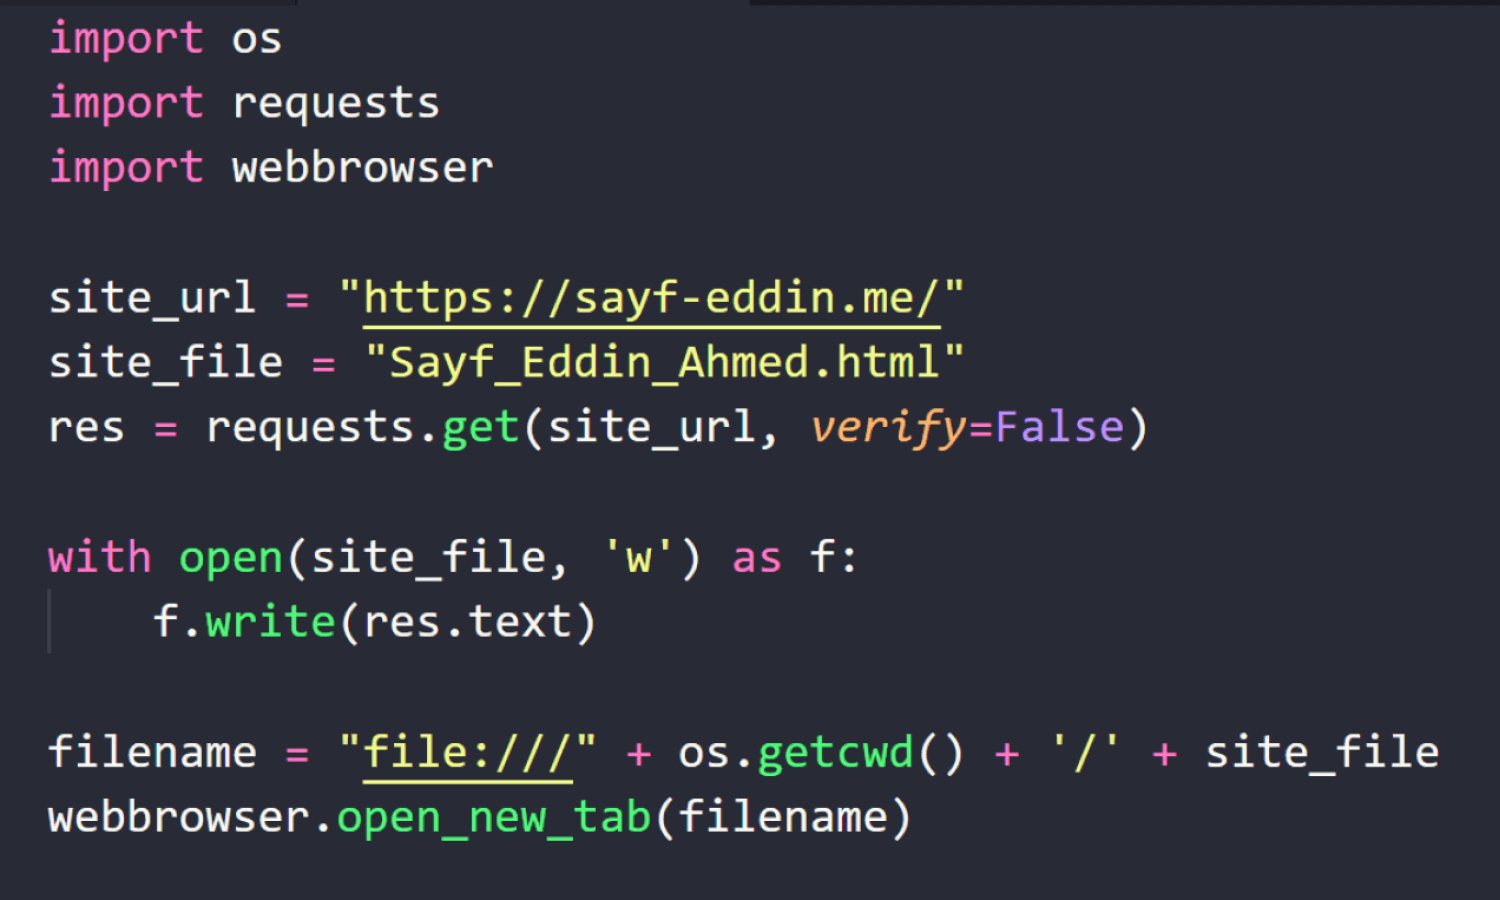 import os
import requests
import webbrowser

site_url = "https://sayf-eddin.me/"
site_file = "Sayf_Eddin_Ahmed.html"
res = requests.get(site_url, verify=False)

with open(site_file, 'w') as f:
    f.write(res.text)

filename = "file:///" + os.getcwd() + '/' + site_file
webbrowser.open_new_tab(filename)